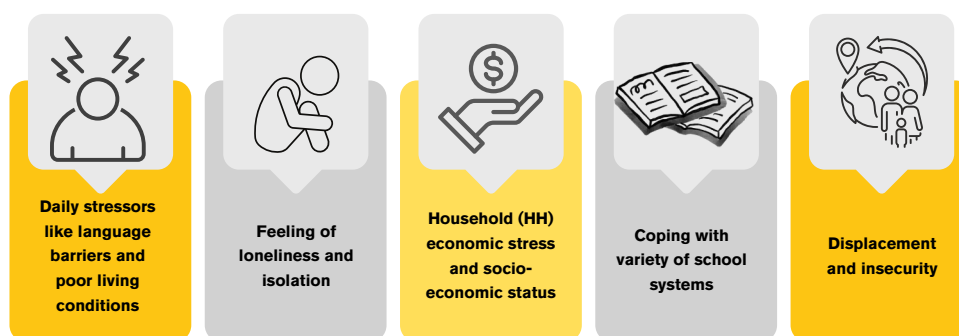 Daily stressors
like language
barriers and
poor living
conditions
Feeling of
loneliness and
isolation
$
Household (HH)
economic stress
and socio-
economic status
Coping with
variety of school
systems
Displacement
and insecurity